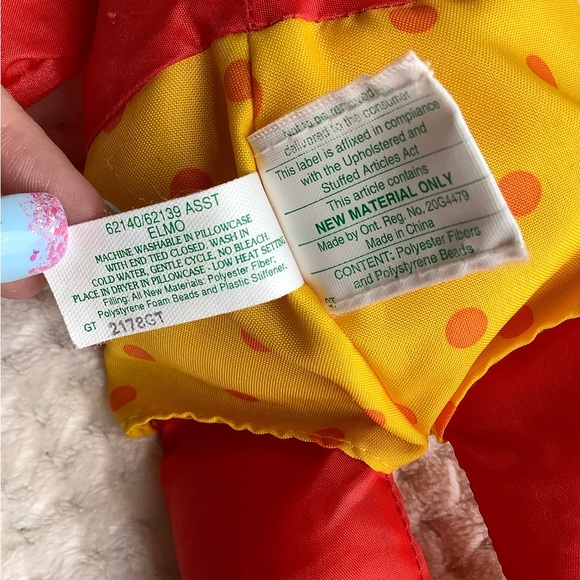 62140/62139 ASST
ELMO
MACHINE WASHABLE IN PILLOWCASE
WITH END TIED CLOSED. WASH IN
COLD WATER, GENTLE CYCLE, NO BLEACH.
PLACE IN DRYER IN PILLOWCASE - LOW HEAT SETTING
Filling: All New Materials: Polyester Fiber;
Polystyrene Foam Beads and Plastic Stiffener.
GT 2178GT
Not to be removed
delivered to the consumer
This label is affixed in compliance
with the Upholstered and
Stuffed Articles Act
This article contains
NEW MATERIAL ONLY
Made by Ont. Reg. No. 20G4479
Made in China
CONTENT: Polyester Fibers
and Polystyrene Beads